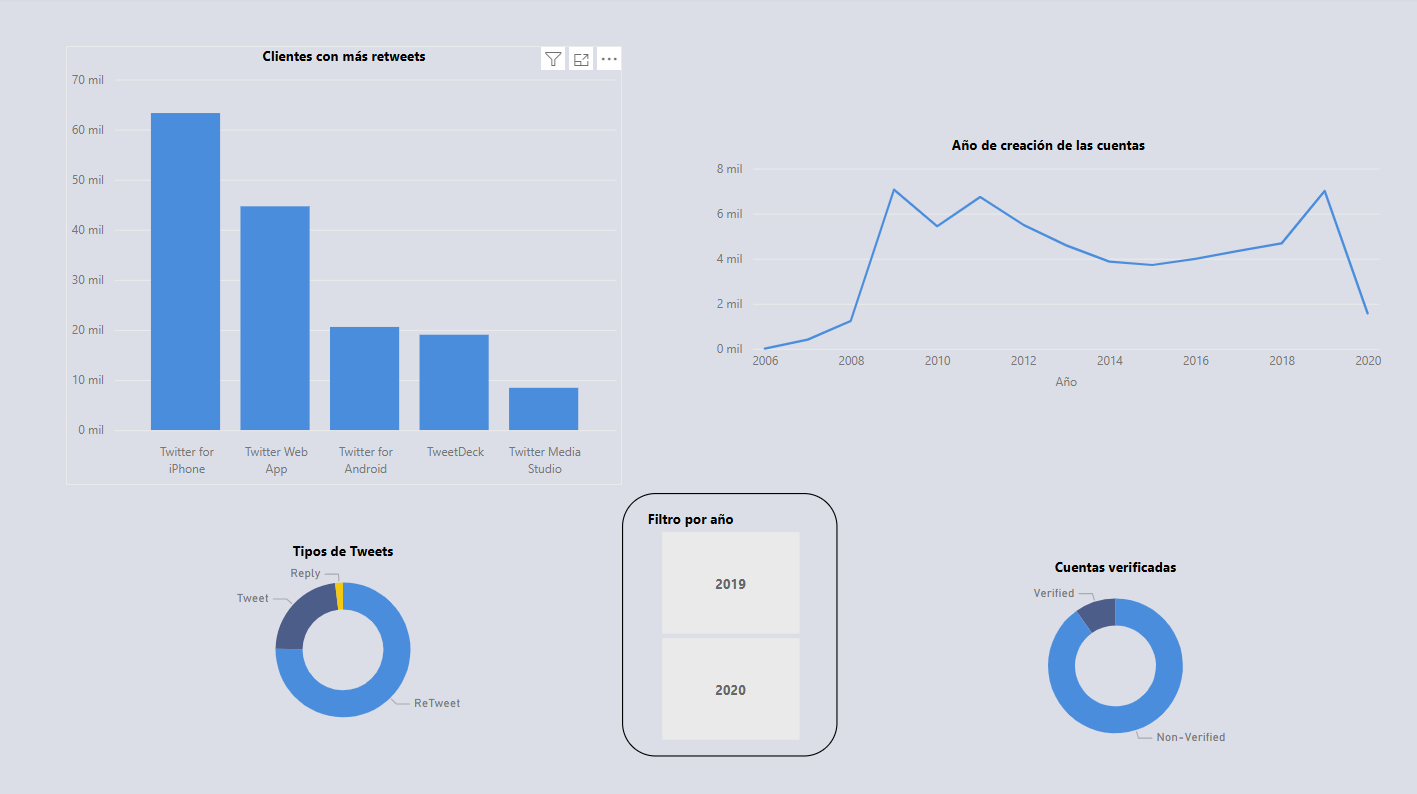 Clientes con más retweets
70 mil
60 mil
50 mil
40 mil
30 mil
20 mil
10 mil
0 mil
Twitter for
iPhone
Twitter Web
App
Twitter for
Android
TweetDeck
Twitter Media
Studio
Año de creación de las cuentas
8 mil
6 mil
4 mil
2 mil
0 mil
2006
2008
2010
2012
2014
2016
2018
2020
Año
Tipos de Tweets
Reply
Tweet
ReTweet
Filtro por año
2019
2020
Cuentas verificadas
Verified
Non-Verified